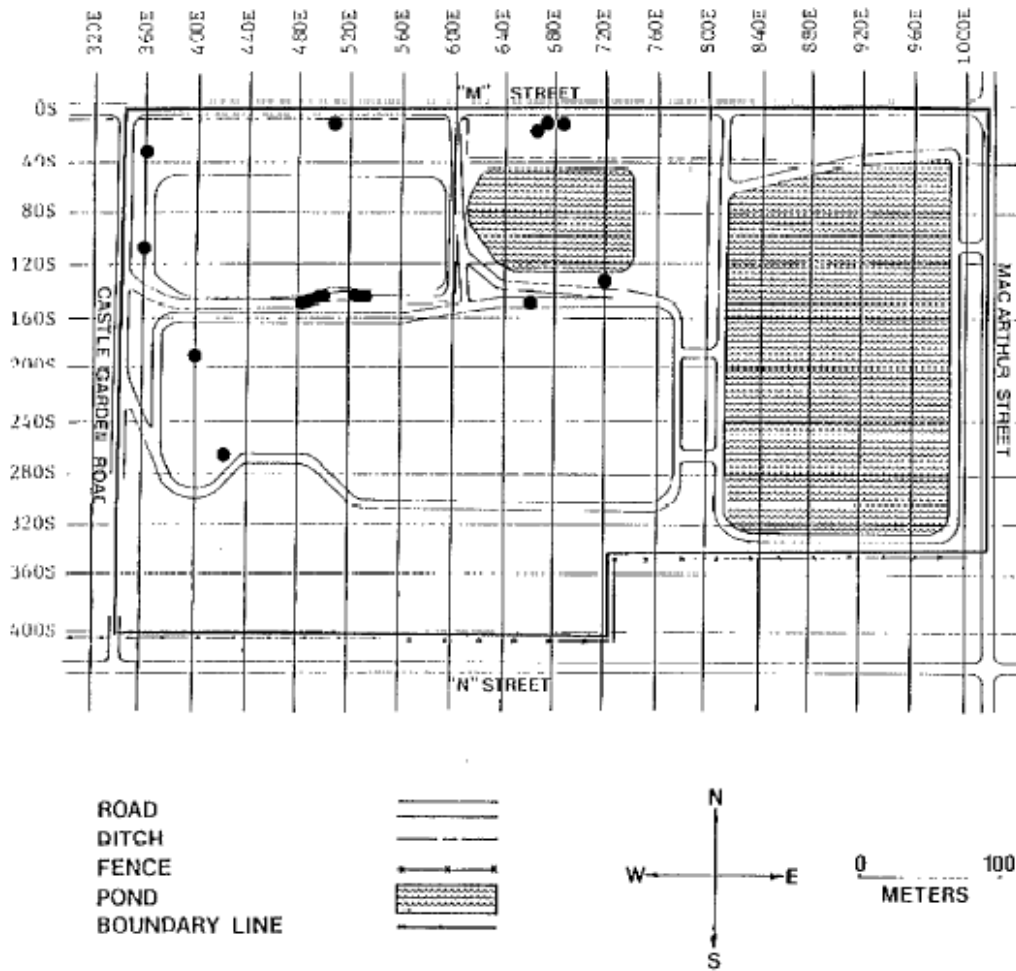 320E 360E 400E 440E 480E 520E 560E 600E 640E 680E 720E 760E 800E 840E 880E 920E 960E 1000E
"M" STREET
0S
40S
80S
120S
160S
200S
240S
280S
320S
360S
400S
CASTLE GARDEN ROAD
MAC ARTHUR STREET
"N" STREET
ROAD
DITCH
FENCE
POND
BOUNDARY LINE
N
W E
S
0 100
METERS